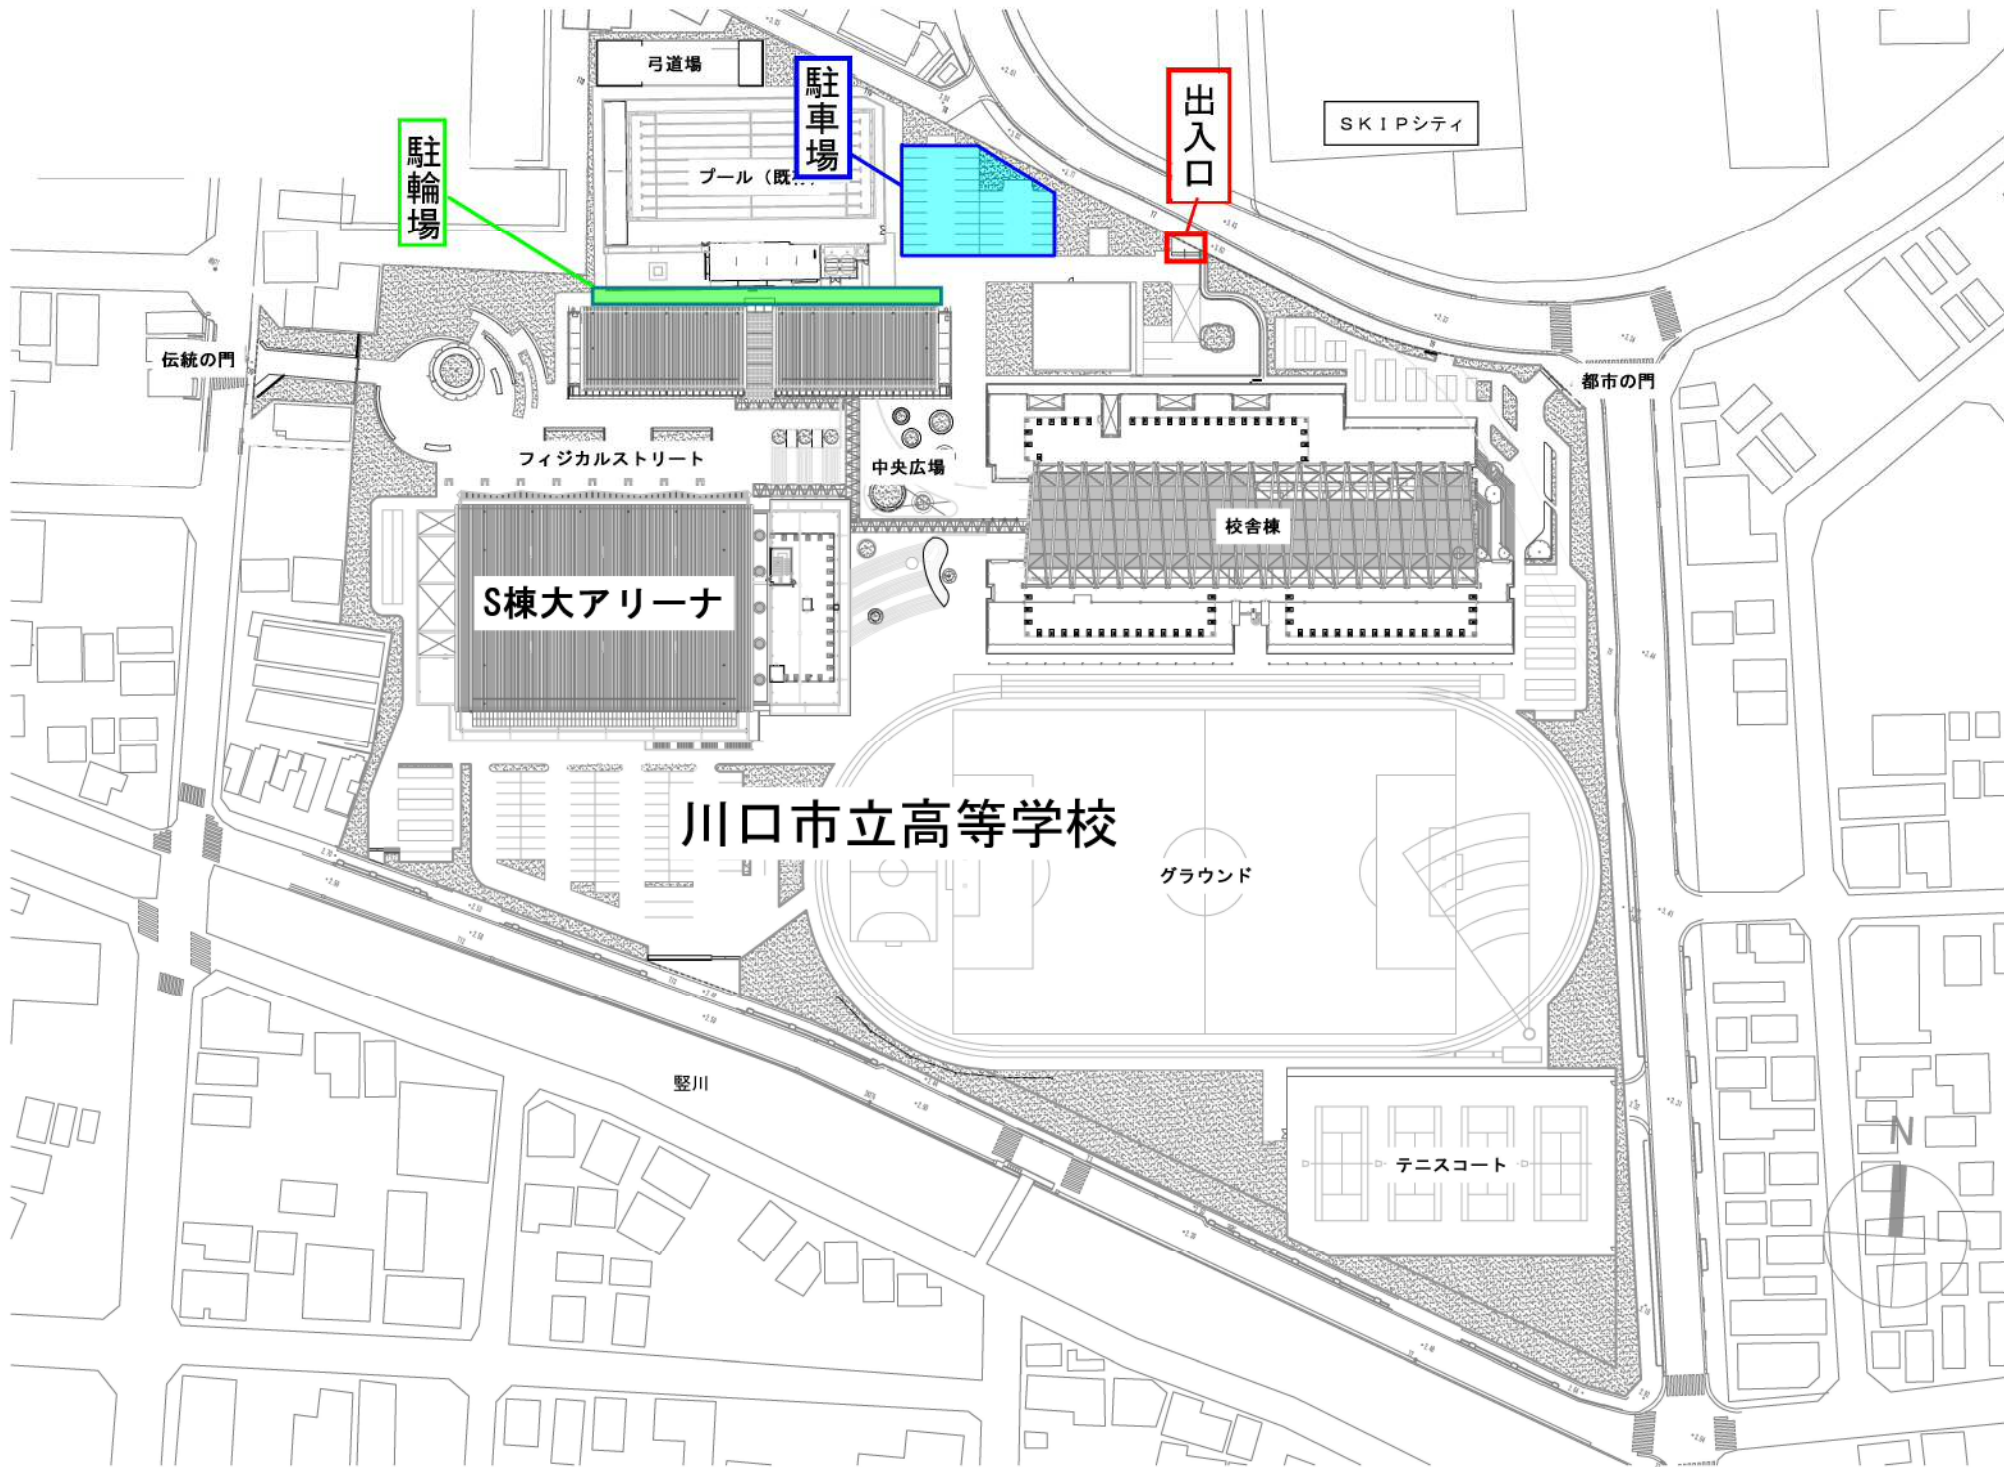 弓道場
駐車場
出入口
SKIPシティ
駐輪場
プール（既存）
伝統の門
都市の門
フィジカルストリート
中央広場
校舎棟
S棟大アリーナ
川口市立高等学校
グラウンド
竪川
テニスコート
N